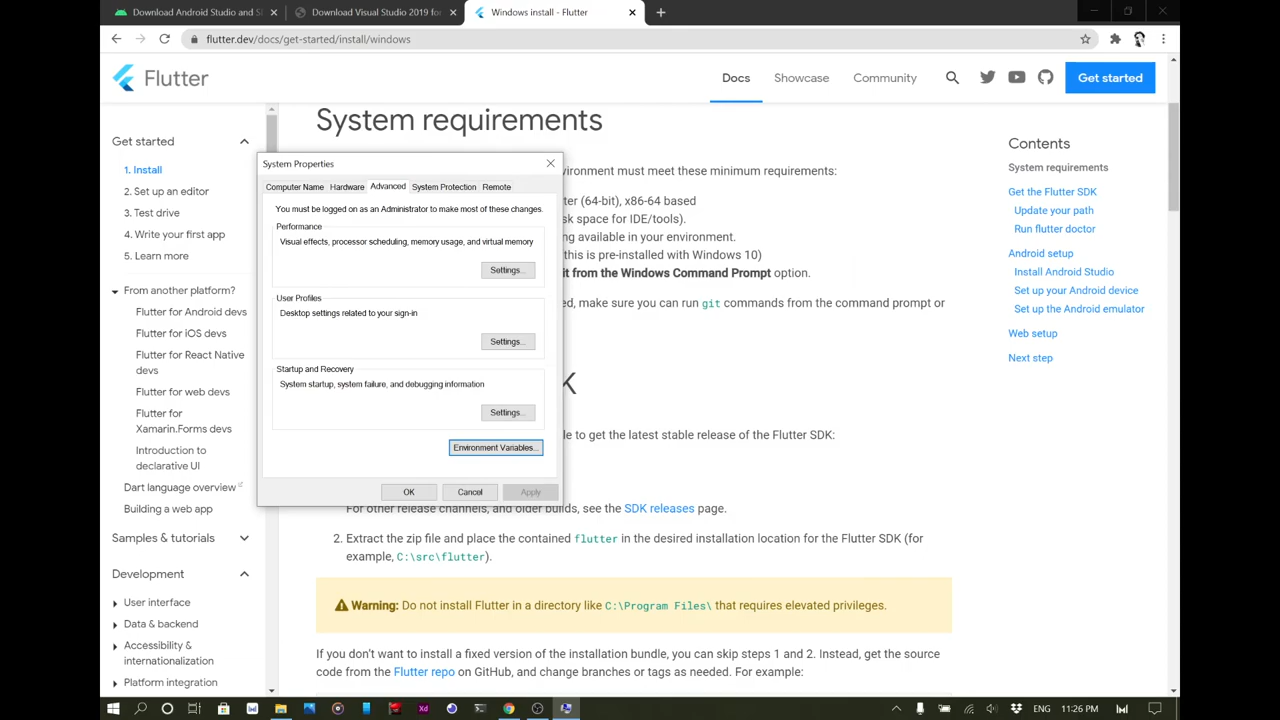 Download Android Studio and S
Download Visual Studio 2019 for
Windows install - Flutter
flutter.dev/docs/get-started/install/windows
Flutter
Docs
Showcase
Community
Get started
Get started
1. Install
2. Set up an editor
3. Test drive
4. Write your first app
5. Learn more
From another platform?
Flutter for Android devs
Flutter for iOS devs
Flutter for React Native
devs
Flutter for web devs
Flutter for
Xamarin.Forms devs
Introduction to
declarative UI
Dart language overview
Building a web app
Samples & tutorials
Development
User interface
Data & backend
Accessibility &
internationalization
Platform integration
System requirements
vironment must meet these minimum requirements:
ter (64-bit), x86-64 based
sk space for IDE/tools).
ng available in your environment.
this is pre-installed with Windows 10)
it from the Windows Command Prompt option.
ed, make sure you can run git commands from the command prompt or
K
le to get the latest stable release of the Flutter SDK:
For other release channels, and older builds, see the SDK releases page.
2. Extract the zip file and place the contained flutter in the desired installation location for the Flutter SDK (for
example, C:\src\flutter).
Warning: Do not install Flutter in a directory like C:\Program Files\ that requires elevated privileges.
If you don't want to install a fixed version of the installation bundle, you can skip steps 1 and 2. Instead, get the source
code from the Flutter repo on GitHub, and change branches or tags as needed. For example:
System Properties
Computer Name
Hardware
Advanced
System Protection
Remote
You must be logged on as an Administrator to make most of these changes.
Performance
Visual effects, processor scheduling, memory usage, and virtual memory
Settings...
User Profiles
Desktop settings related to your sign-in
Settings...
Startup and Recovery
System startup, system failure, and debugging information
Settings...
Environment Variables...
OK
Cancel
Apply
Contents
System requirements
Get the Flutter SDK
Update your path
Run flutter doctor
Android setup
Install Android Studio
Set up your Android device
Set up the Android emulator
Web setup
Next step
Xd
ENG
11:26 PM